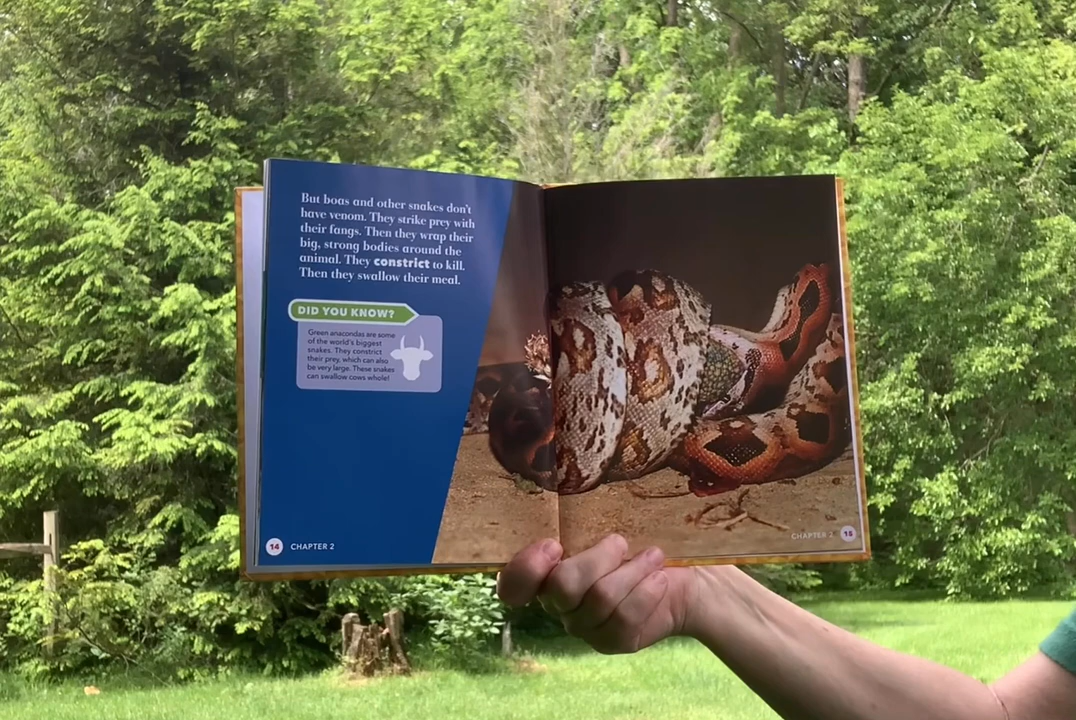 But boas and other snakes don't
have venom. They strike prey with
their fangs. Then they wrap their
big, strong bodies around the
animal. They constrict to kill.
Then they swallow their meal.
DID YOU KNOW?
Green anacondas are some
of the world's biggest
snakes. They constrict
their prey, which can also
be very large. These snakes
can swallow cows whole!
14 CHAPTER 2
CHAPTER 2 15